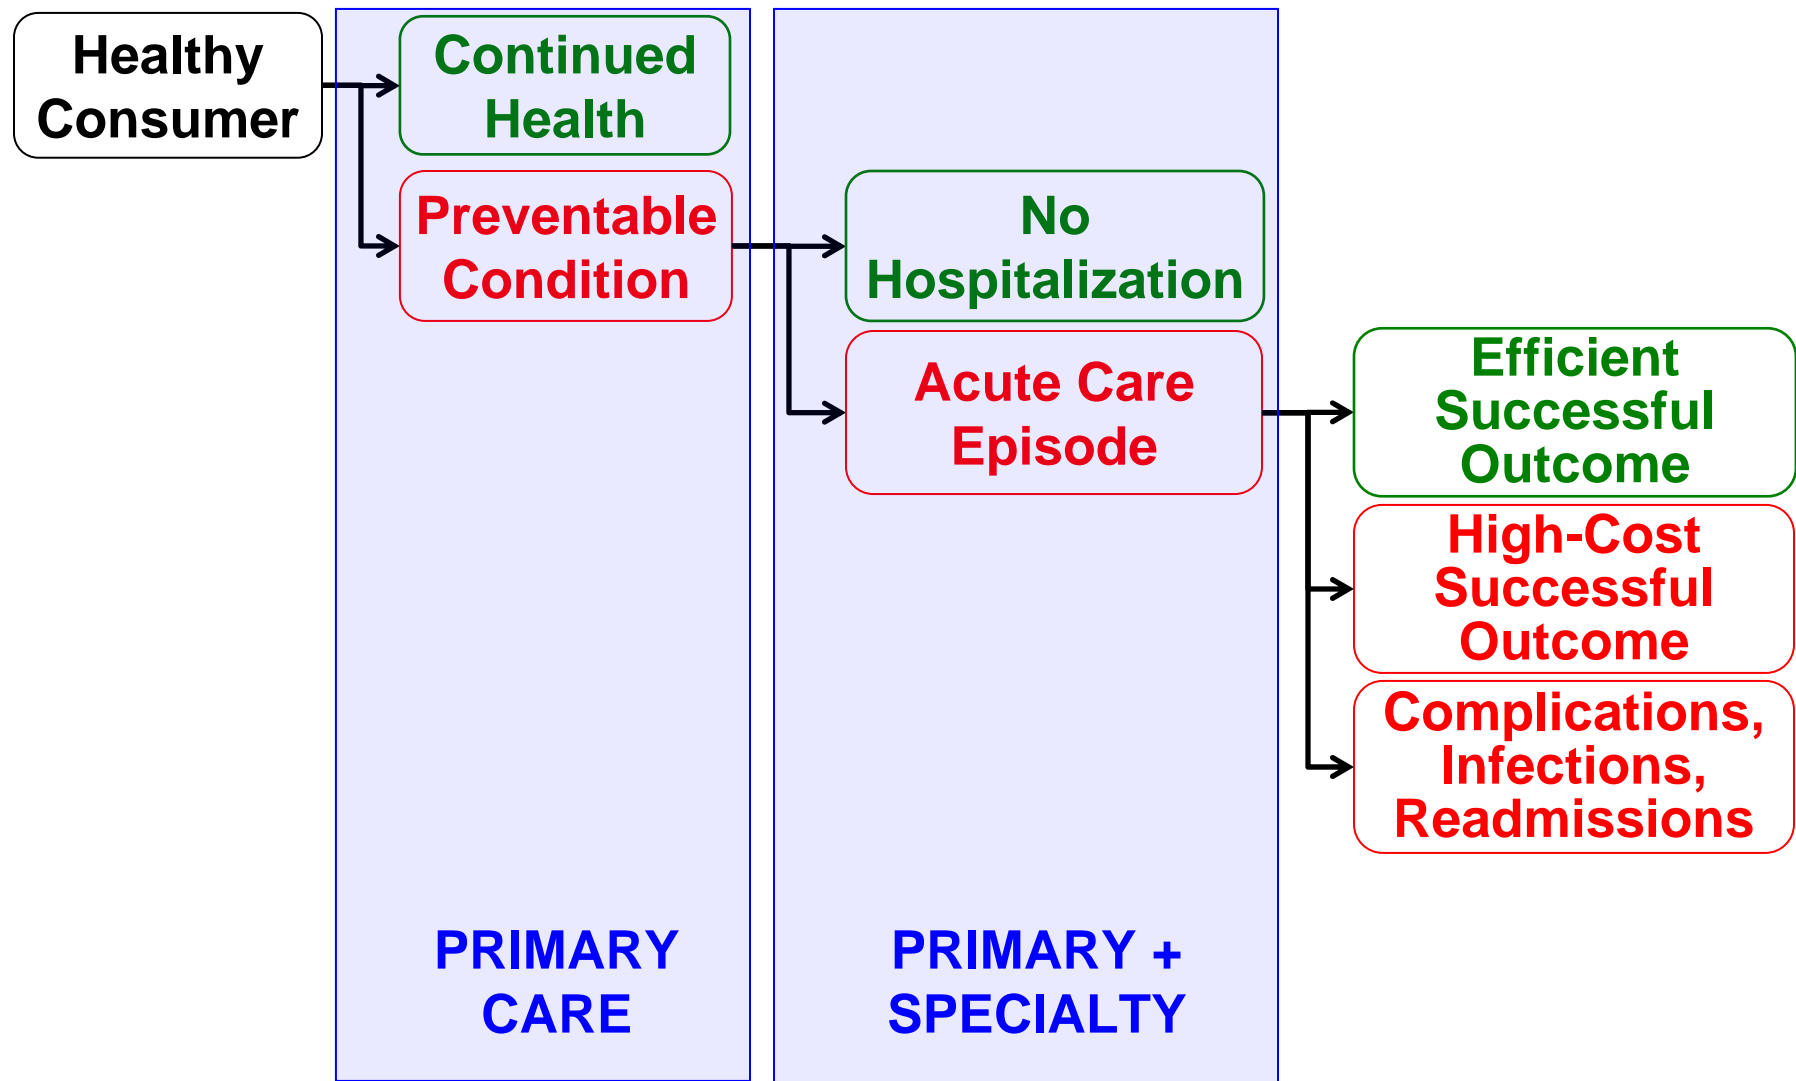 Healthy
Consumer
Continued
Health
Preventable
Condition
No
Hospitalization
Acute Care
Episode
Efficient
Successful
Outcome
High-Cost
Successful
Outcome
Complications,
Infections,
Readmissions
PRIMARY
CARE
PRIMARY +
SPECIALTY